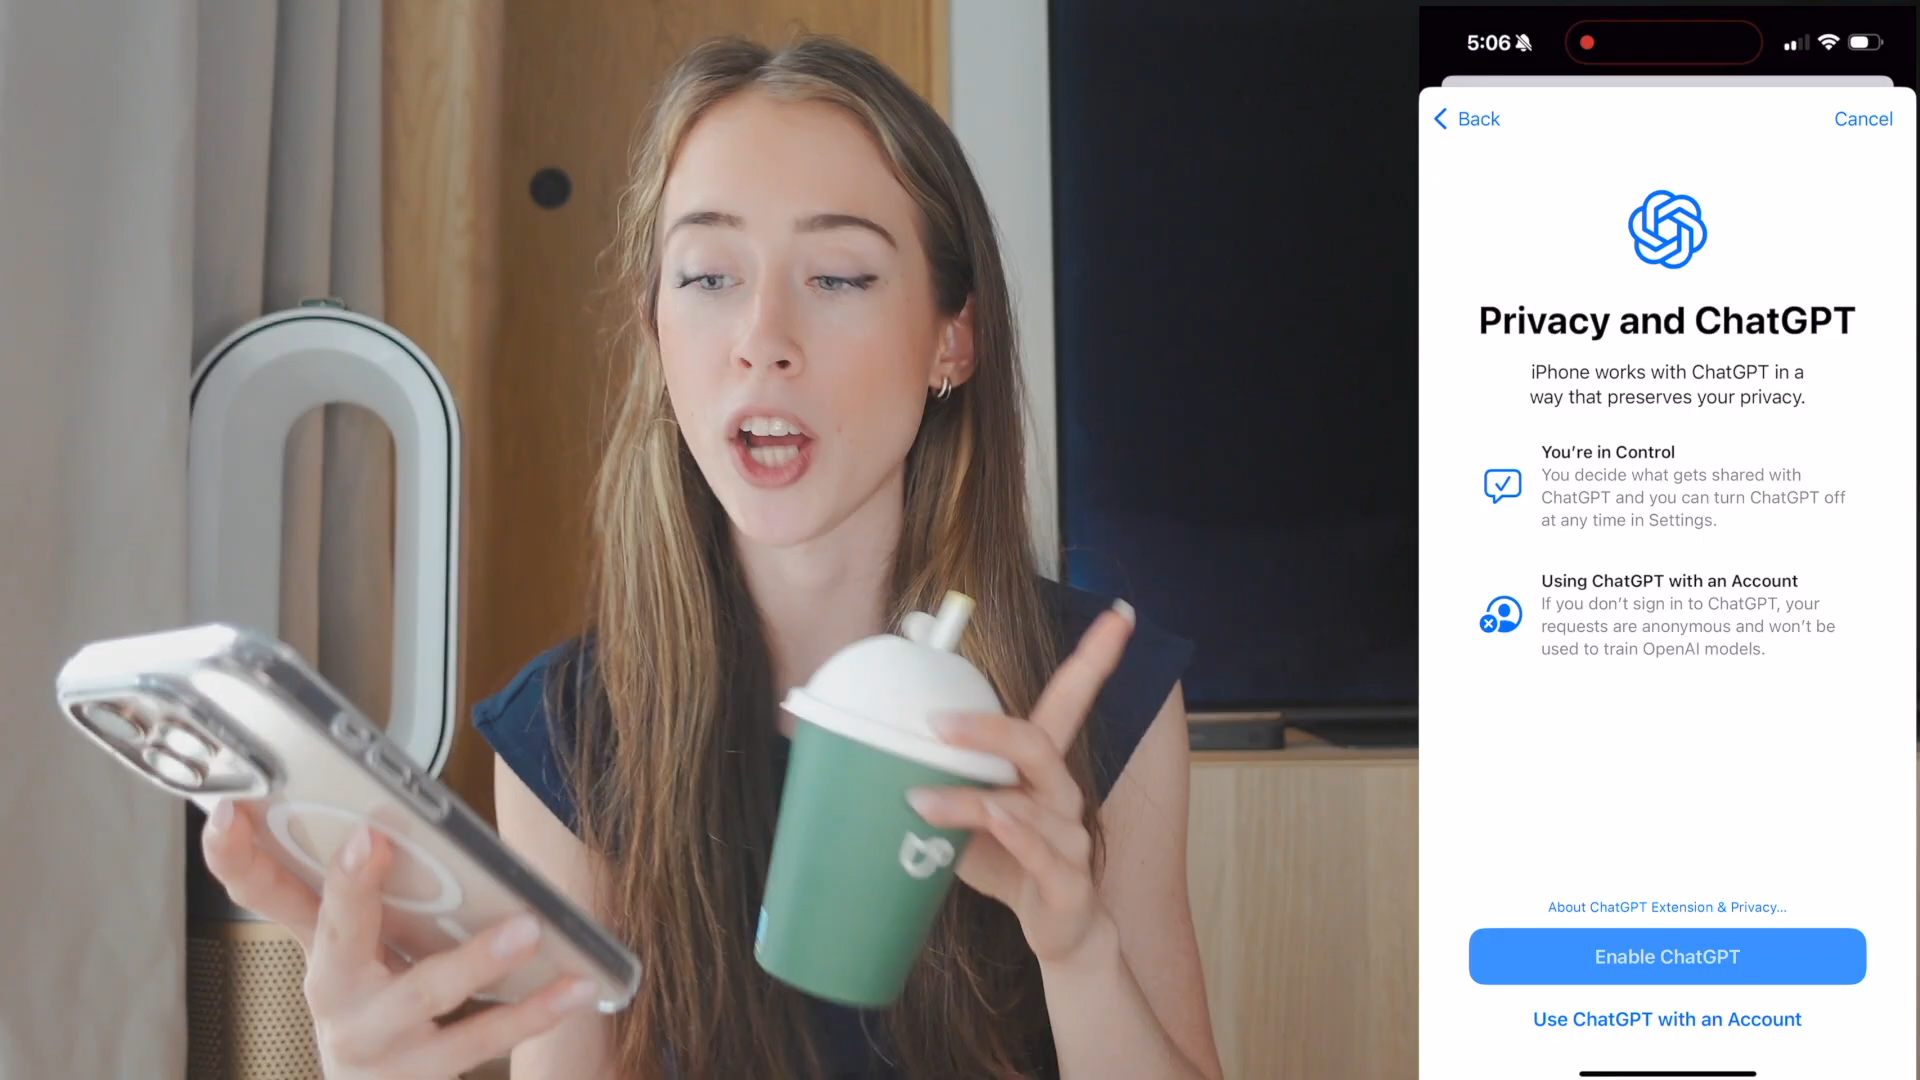 5:06
Back
Cancel
Privacy and ChatGPT
iPhone works with ChatGPT in a
way that preserves your privacy.
You're in Control
You decide what gets shared with
ChatGPT and you can turn ChatGPT off
at any time in Settings.
Using ChatGPT with an Account
If you don't sign in to ChatGPT, your
requests are anonymous and won't be
used to train OpenAI models.
About ChatGPT Extension & Privacy...
Enable ChatGPT
Use ChatGPT with an Account